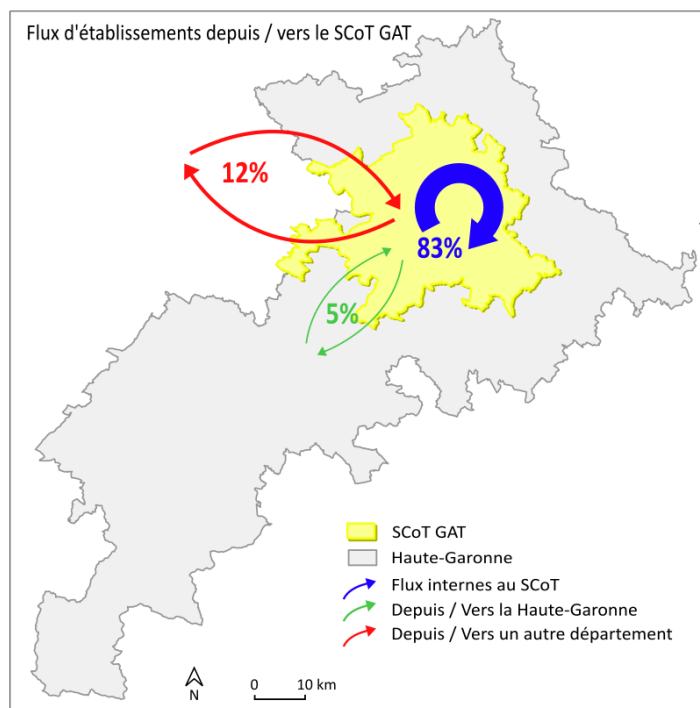 Flux d'établissements depuis / vers le SCoT GAT
12%
83%
5%
SCoT GAT
Haute-Garonne
Flux internes au SCoT
Depuis / Vers la Haute-Garonne
Depuis / Vers un autre département
N
0 10 km